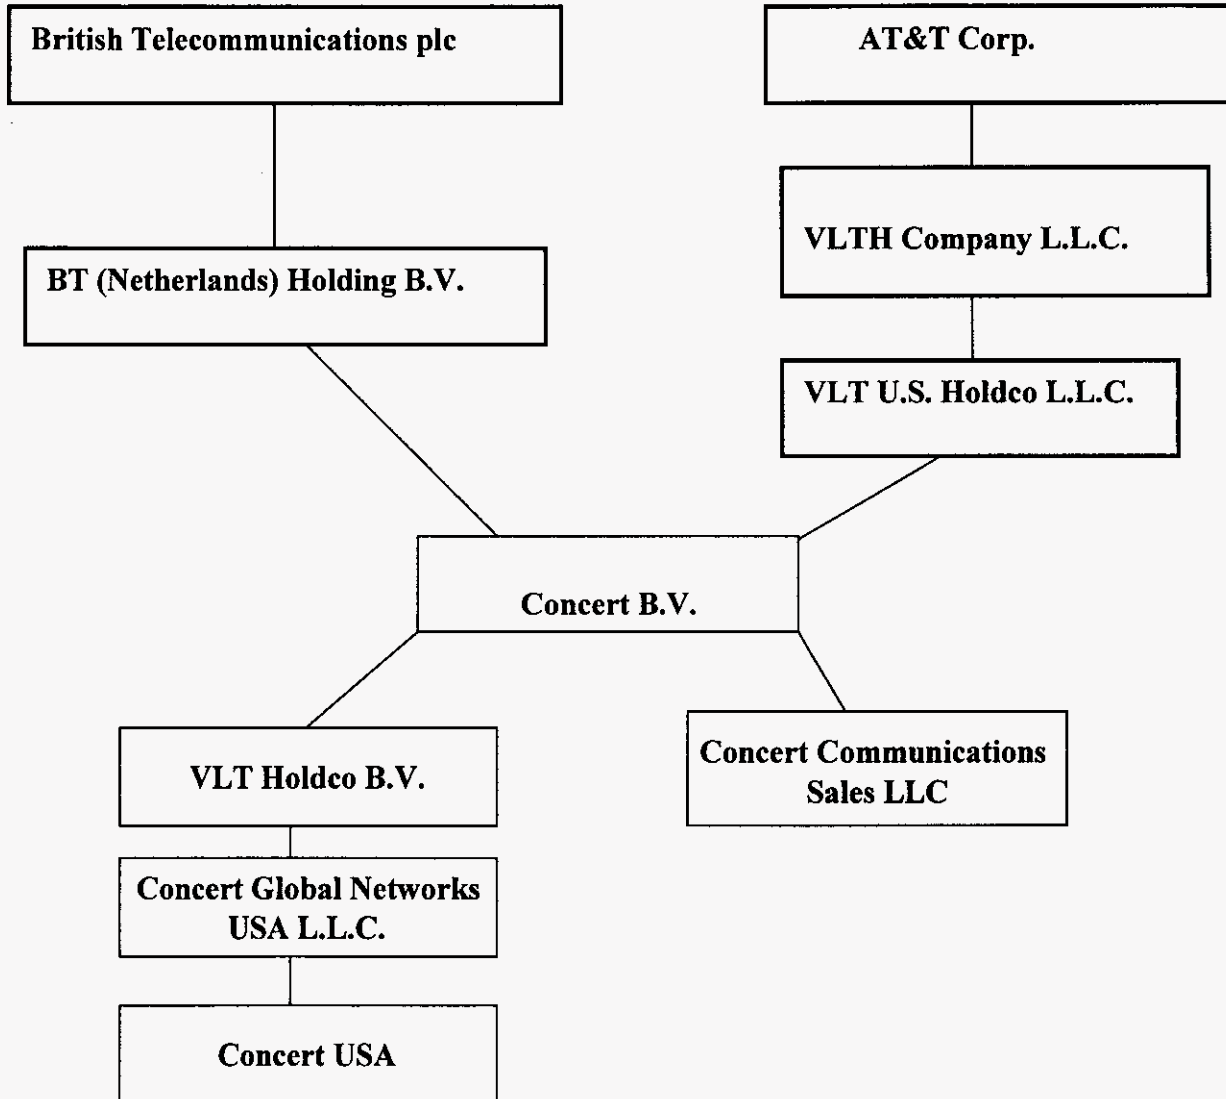 British Telecommunications plc
AT&T Corp.
VLTH Company L.L.C.
BT (Netherlands) Holding B.V.
VLT U.S. Holdco L.L.C.
Concert B.V.
VLT Holdco B.V.
Concert Communications
Sales LLC
Concert Global Networks
USA L.L.C.
Concert USA